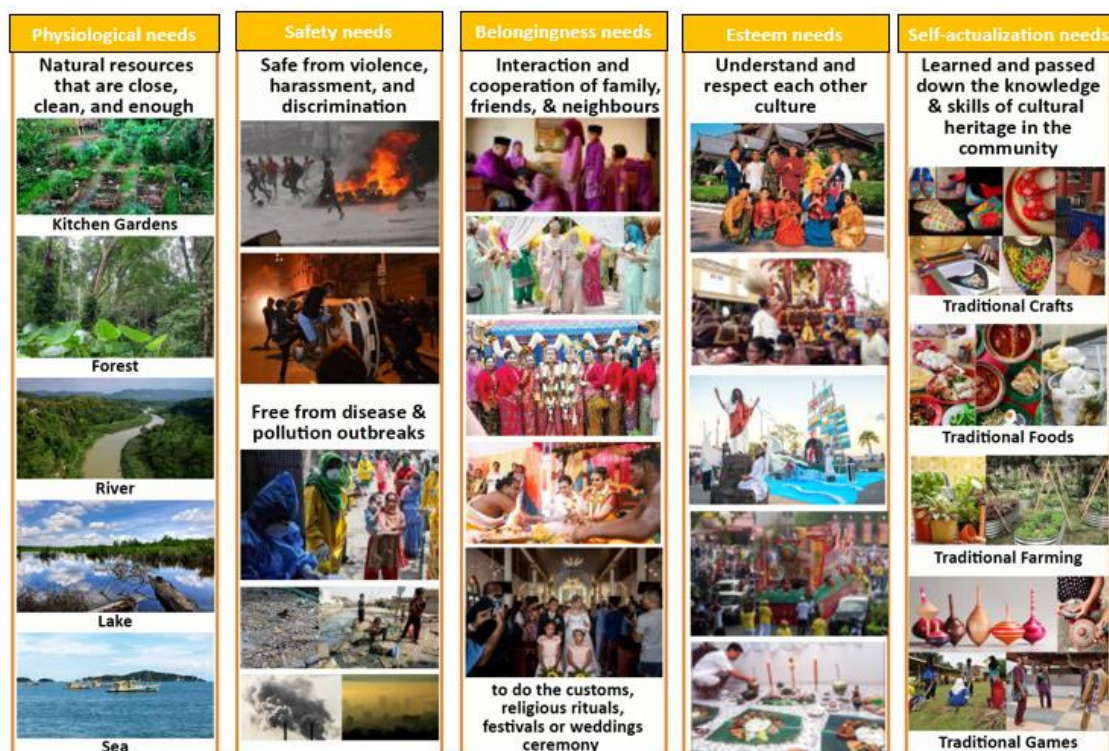 Physiological needs
Natural resources
that are close,
clean, and enough
Kitchen Gardens
Forest
River
Lake
Sea
Safety needs
Safe from violence,
harassment, and
discrimination
Free from disease &
pollution outbreaks
Belongingness needs
Interaction and
cooperation of family,
friends, & neighbours
to do the customs,
religious rituals,
festivals or weddings
ceremony
Esteem needs
Understand and
respect each other
culture
Self-actualization needs
Learned and passed
down the knowledge
& skills of cultural
heritage in the
community
Traditional Crafts
Traditional Foods
Traditional Farming
Traditional Games